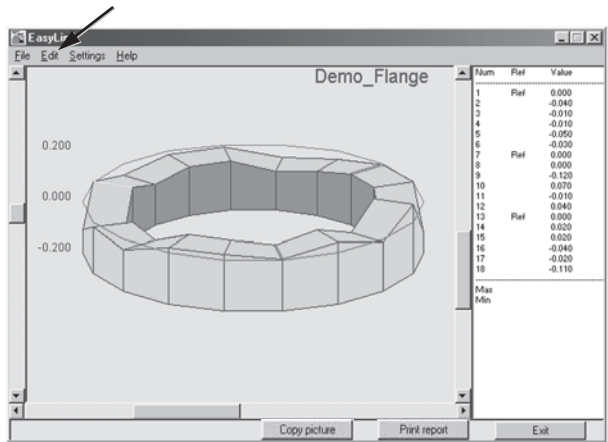 EasyLin
File Edit Settings Help
Demo_Flange
0.200
0.000
-0.200
Num Ref Value
1 Ref 0.000
2 -0.040
3 -0.010
4 -0.010
5 -0.050
6 -0.030
7 Ref 0.000
8 0.000
9 -0.120
10 0.070
11 -0.010
12 0.040
13 Ref 0.000
14 0.020
15 0.020
16 -0.040
17 -0.020
18 -0.110
Max
Min
Copy picture Print report Exit